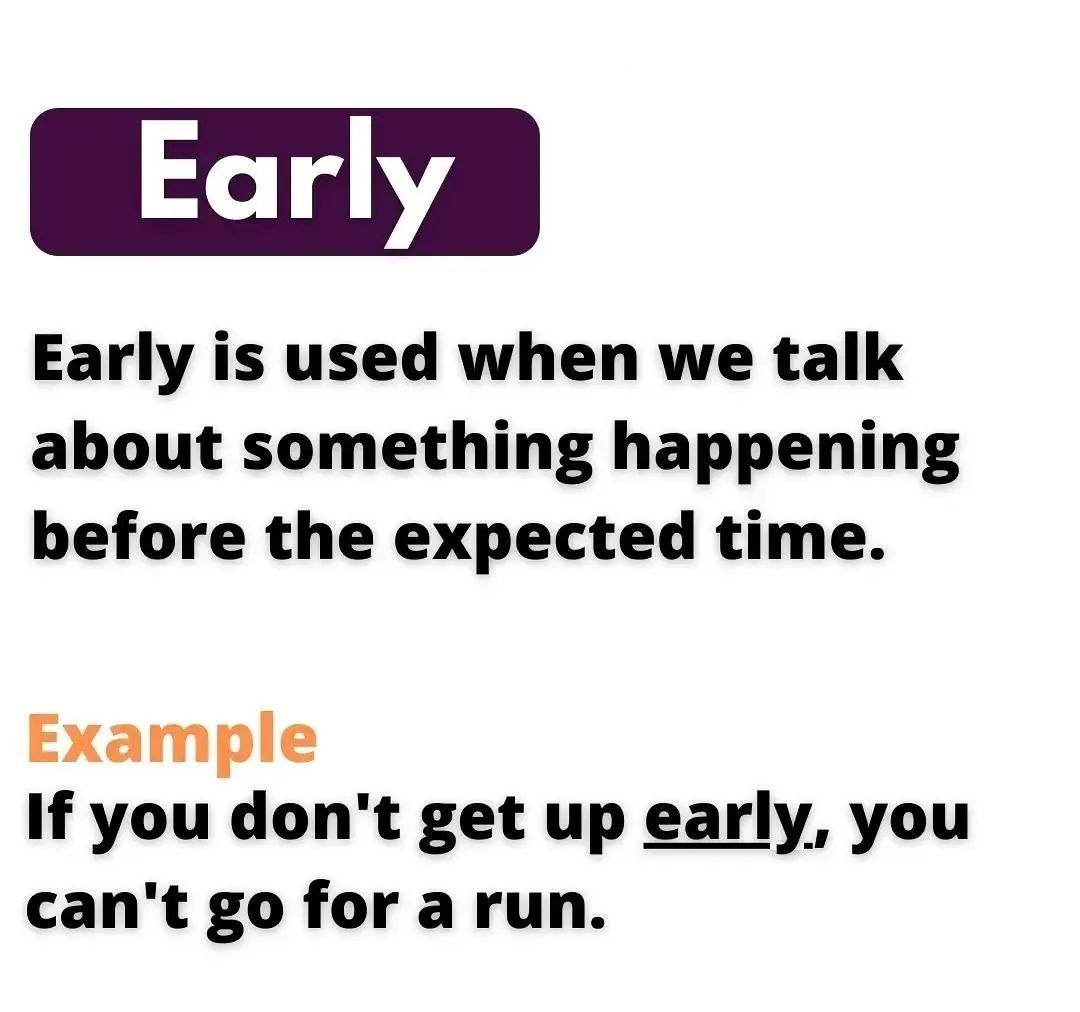 Early
Early is used when we talk
about something happening
before the expected time.
Example
If you don't get up early, you
can't go for a run.